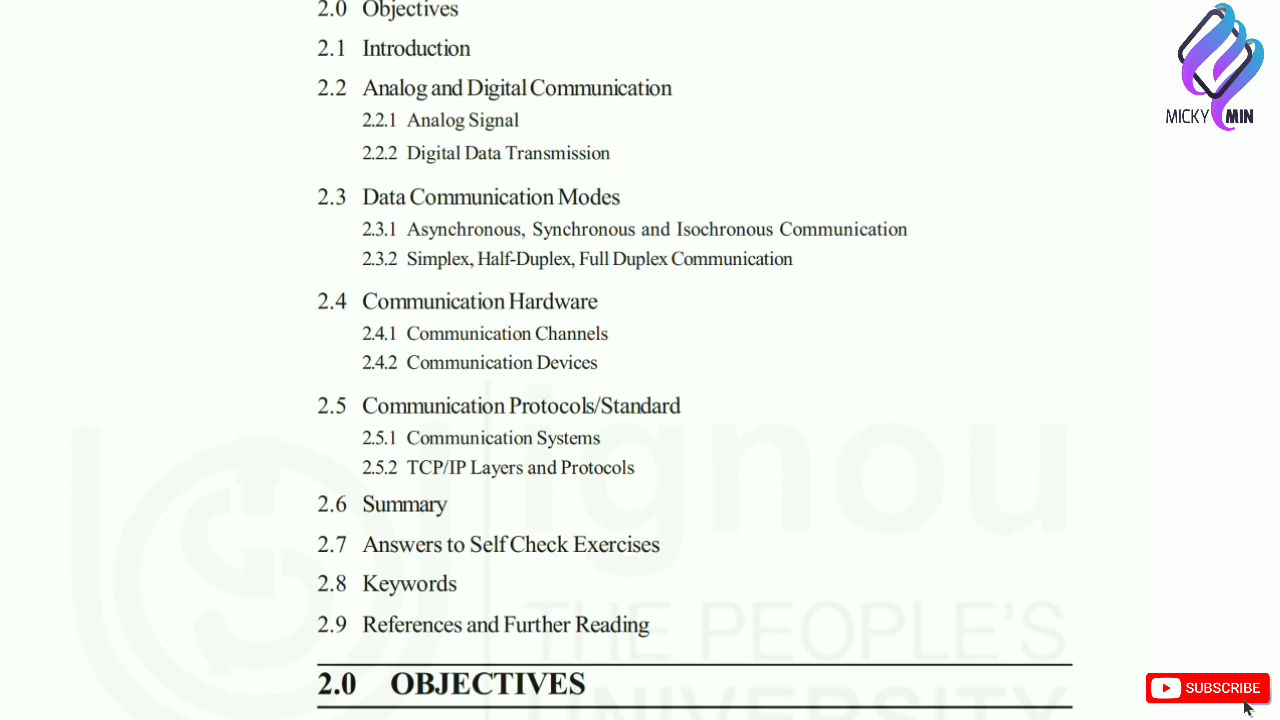 2.0 Objectives
2.1 Introduction
2.2 Analog and Digital Communication
2.2.1 Analog Signal
2.2.2 Digital Data Transmission
2.3 Data Communication Modes
2.3.1 Asynchronous, Synchronous and Isochronous Communication
2.3.2 Simplex, Half-Duplex, Full Duplex Communication
2.4 Communication Hardware
2.4.1 Communication Channels
2.4.2 Communication Devices
2.5 Communication Protocols/Standard
2.5.1 Communication Systems
2.5.2 TCP/IP Layers and Protocols
2.6 Summary
2.7 Answers to Self Check Exercises
2.8 Keywords
2.9 References and Further Reading
2.0 OBJECTIVES
MICKY MIN
SUBSCRIBE
ignou
THE PEOPLE'S
UNIVERSITY